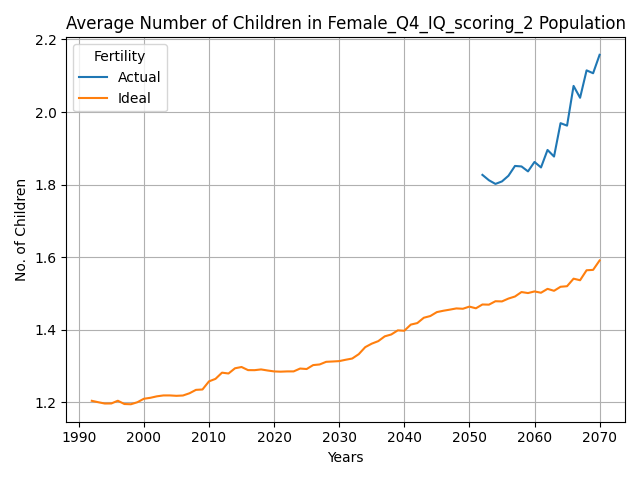 Average Number of Children in Female_Q4_IQ_scoring_2 Population
Fertility
Actual
Ideal
No. of Children
2.2
2.0
1.8
1.6
1.4
1.2
1990 2000 2010 2020 2030 2040 2050 2060 2070
Years